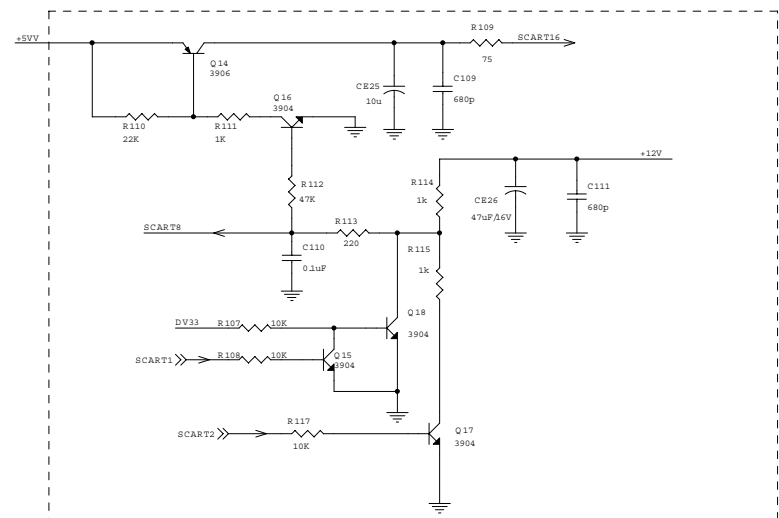 R109
+5VV
SCART16
75
Q14
3906
CE25
10u
C109
680p
Q16
3904
R110
22K
R111
1K
+12V
R112
47K
R114
1k
CE26
47uF/16V
C111
680p
SCART8
R113
220
R115
1k
C110
0.1uF
Q18
3904
DV33
R107
10K
SCART1
R108
10K
Q15
3904
R117
10K
SCART2
Q17
3904